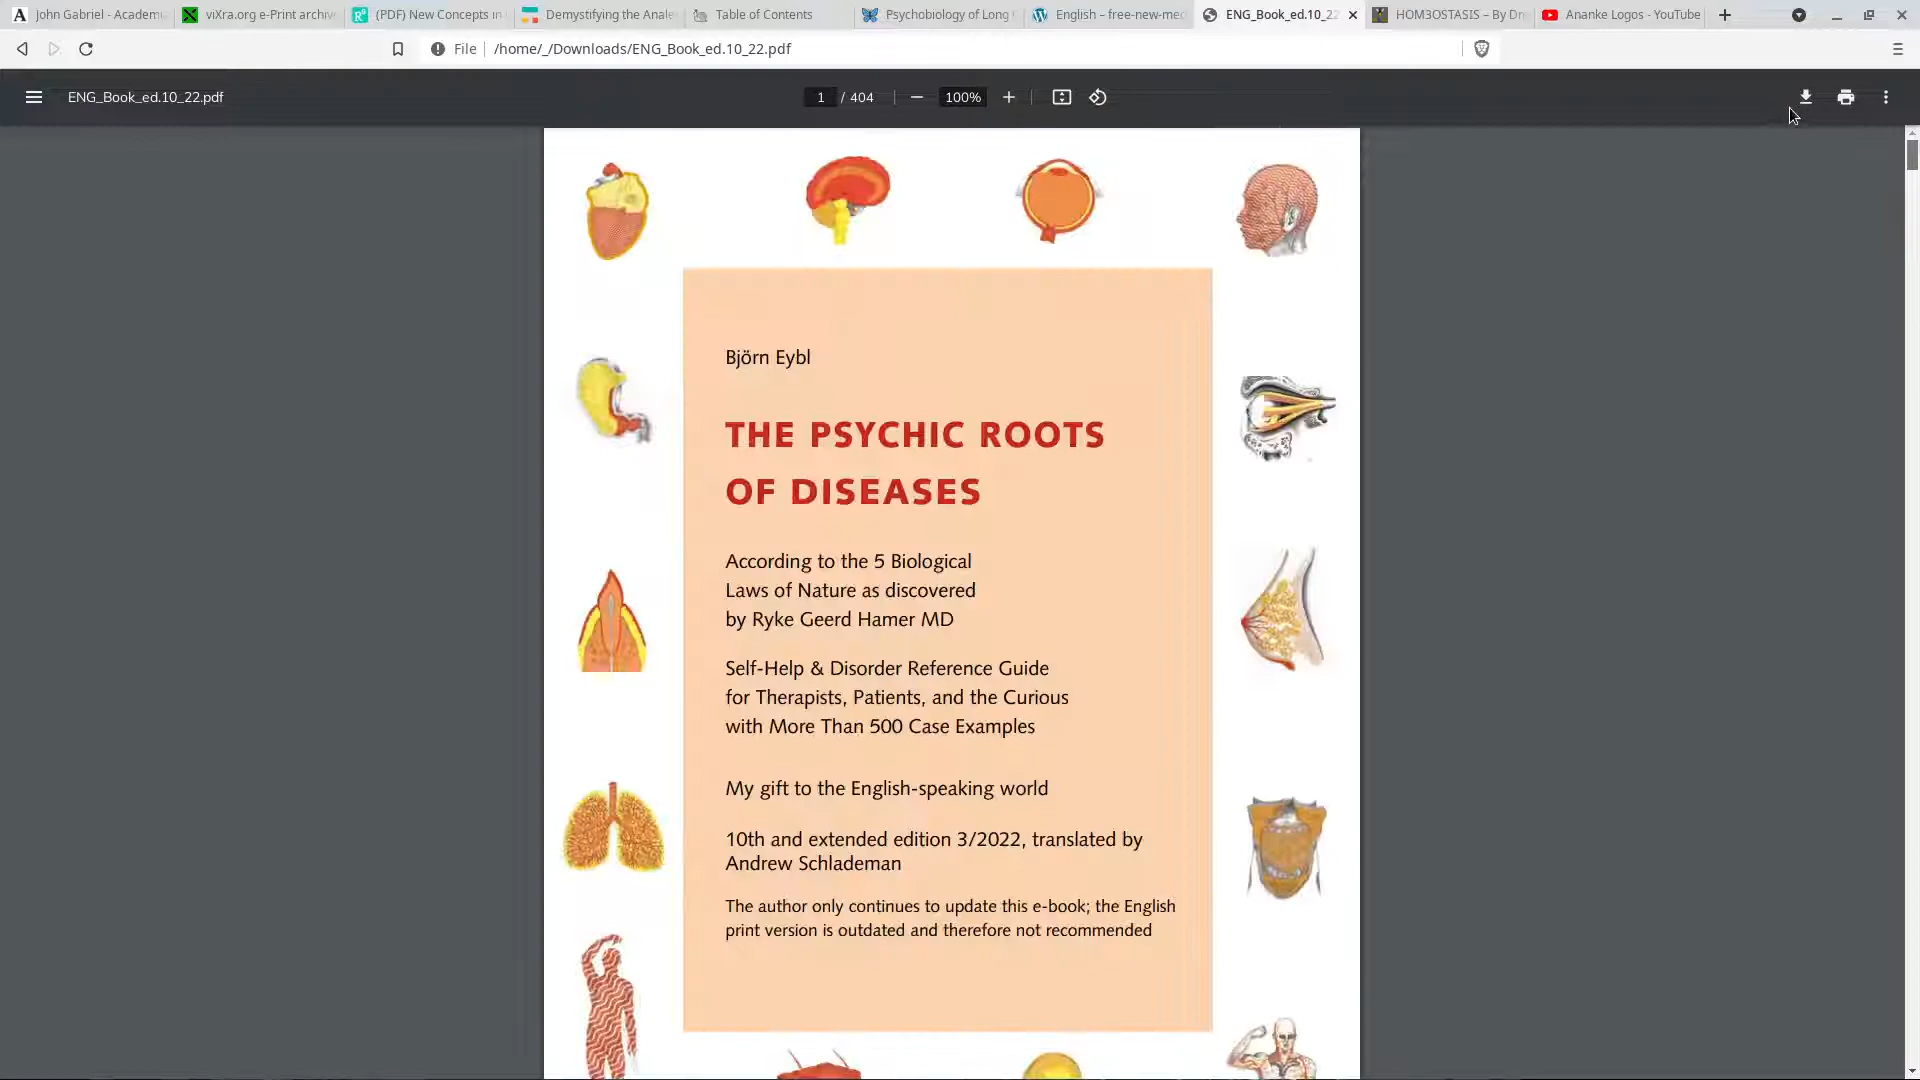 John Gabriel - Academi
viXra.org e-Print archiv
(PDF) New Concepts in
Demystifying the Anale
Table of Contents
Psychobiology of Long
English – free-new-med
ENG_Book_ed.10_22
HOM3OSTASIS – By Dr
Ananke Logos - YouTube
File /home/_/Downloads/ENG_Book_ed.10_22.pdf
ENG_Book_ed.10_22.pdf
1 / 404
100%
Björn Eybl
THE PSYCHIC ROOTS
OF DISEASES
According to the 5 Biological
Laws of Nature as discovered
by Ryke Geerd Hamer MD
Self-Help & Disorder Reference Guide
for Therapists, Patients, and the Curious
with More Than 500 Case Examples
My gift to the English-speaking world
10th and extended edition 3/2022, translated by
Andrew Schlademan
The author only continues to update this e-book; the English
print version is outdated and therefore not recommended